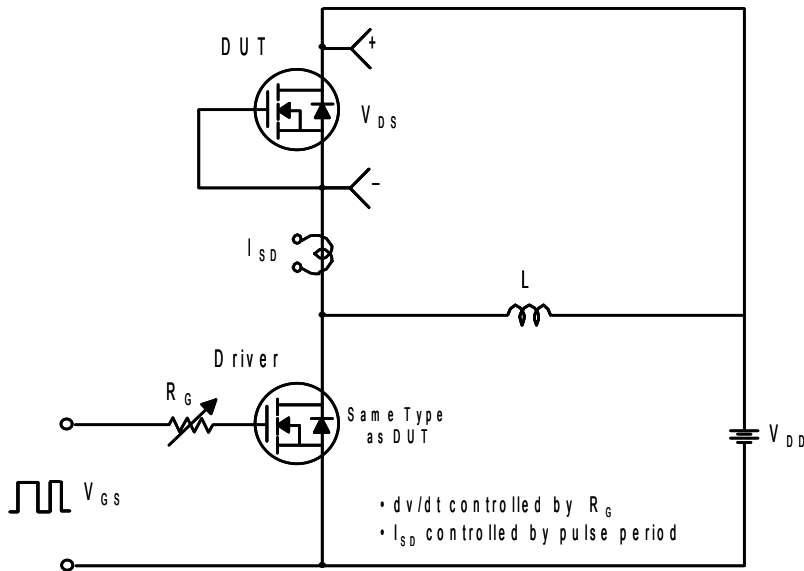 DUT
+
V DS
−
I SD
L
Driver
R G
Same Type
as DUT
V DD
V GS
• dv/dt controlled by R G
• I SD controlled by pulse period